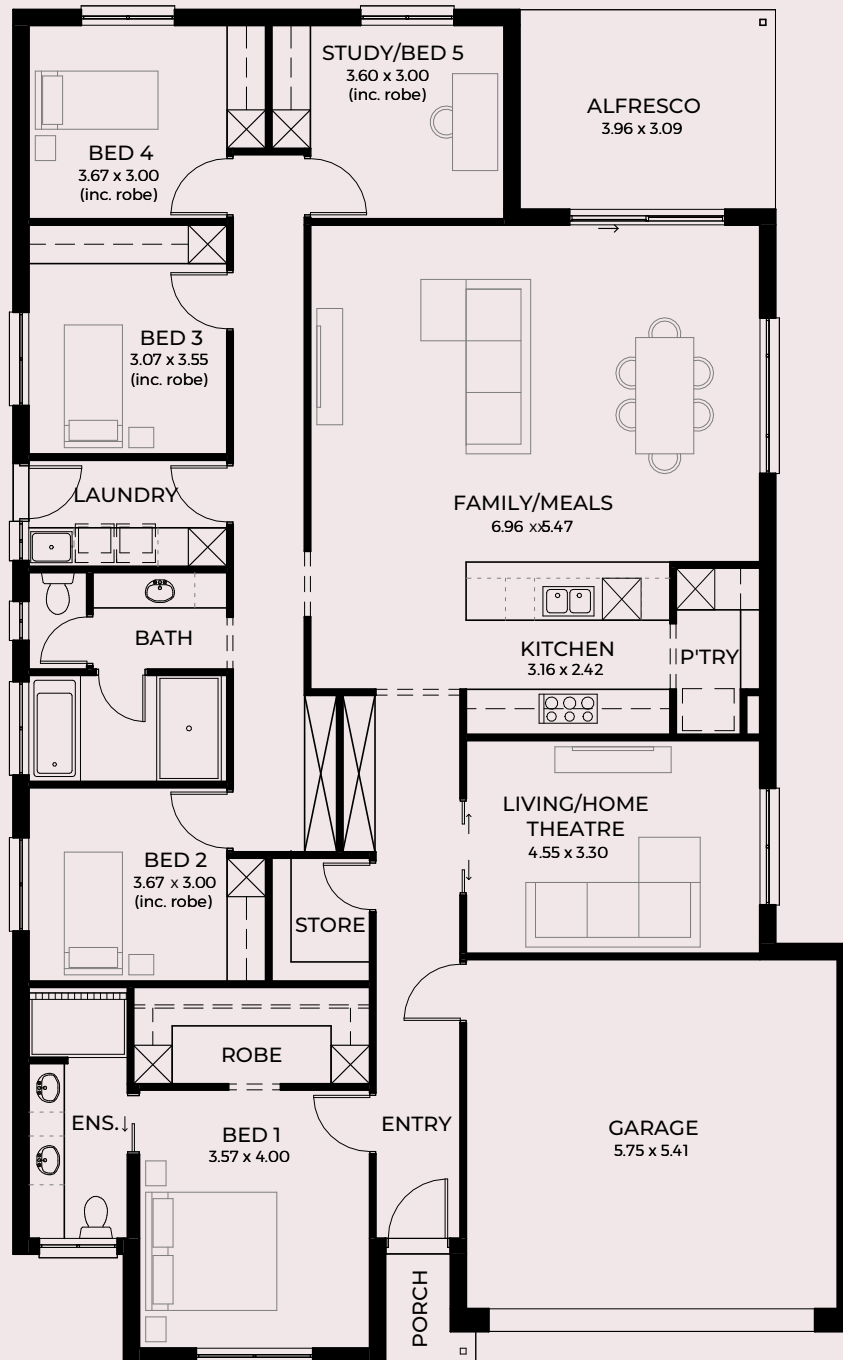 STUDY/BED 5
3.60 x 3.00
(inc. robe)
ALFRESCO
3.96 x 3.09
BED 4
3.67 x 3.00
(inc. robe)
BED 3
3.07 x 3.55
(inc. robe)
LAUNDRY
FAMILY/MEALS
6.96 xx5.47
BATH
KITCHEN
3.16 x 2.42
P'TRY
LIVING/HOME
THEATRE
4.55 x 3.30
BED 2
3.67 x 3.00
(inc. robe)
STORE
ROBE
ENS.
BED 1
3.57 x 4.00
ENTRY
GARAGE
5.75 x 5.41
PORCH